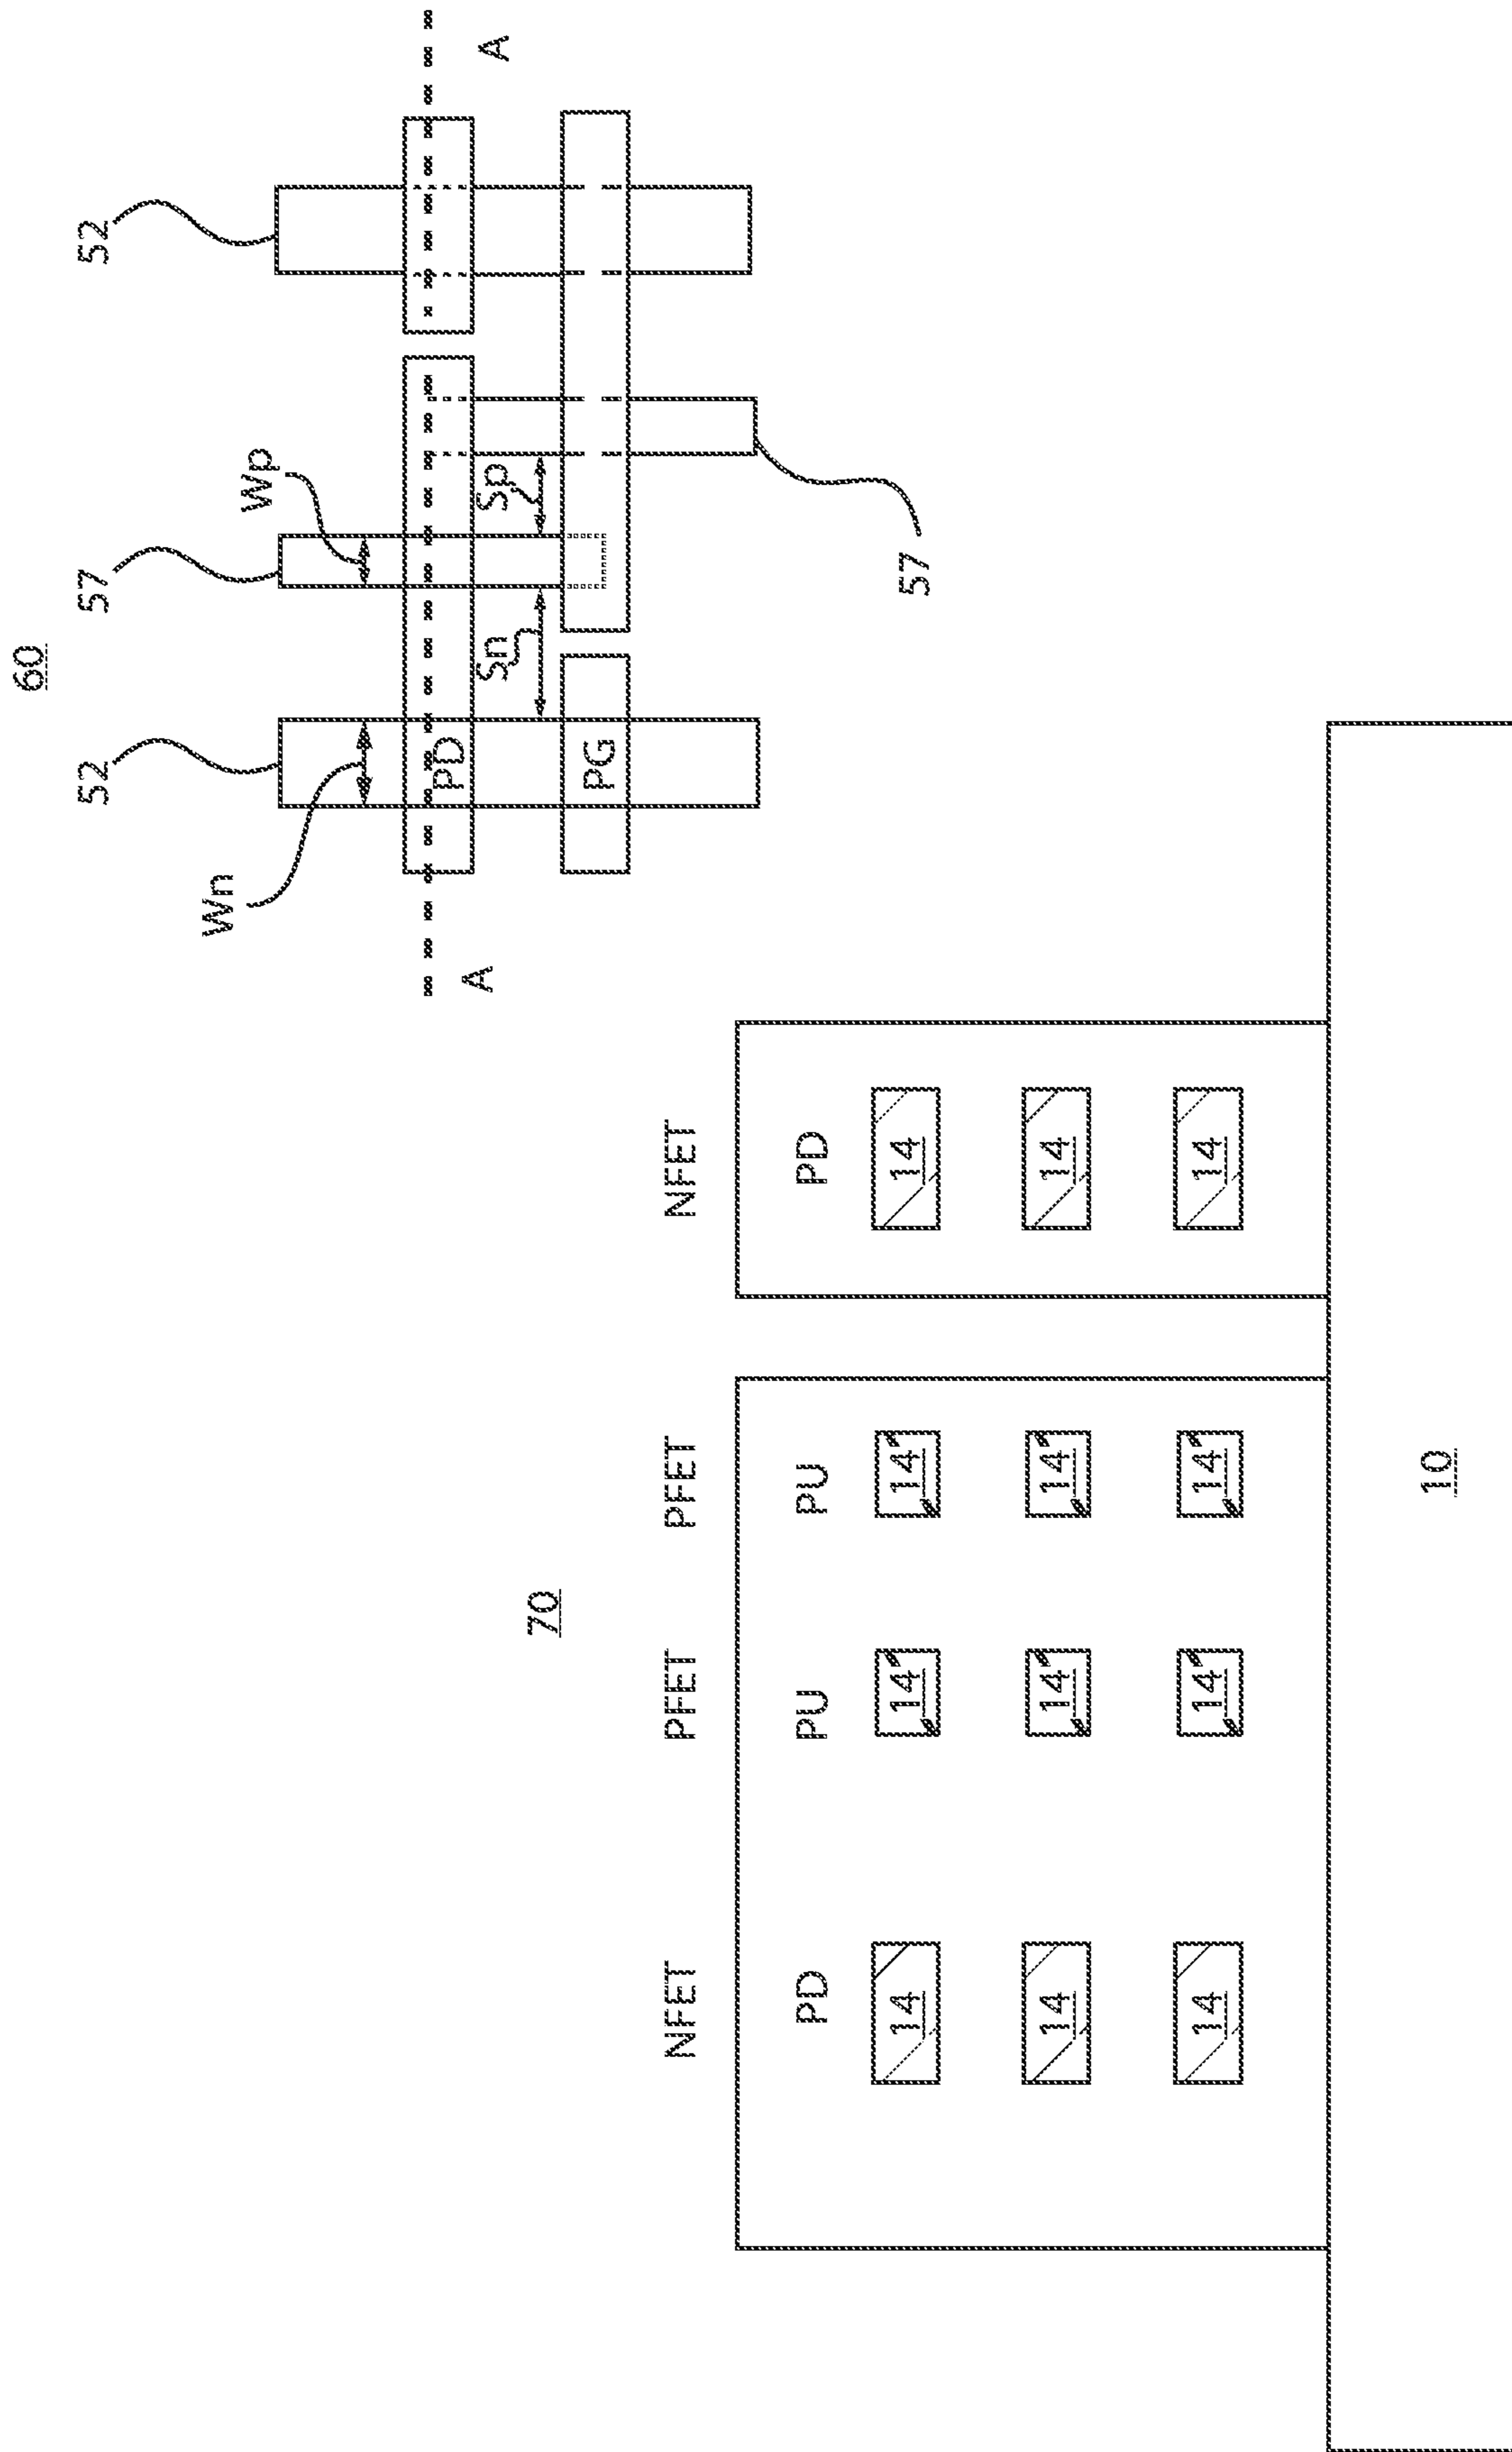 60
52
57
52
Wn
Wp
PD
A
Sn
Sp
A
PG
57
70
NFET PFET PFET NFET
PD PU PU PD
14 14' 14' 14
14 14' 14' 14
14 14' 14' 14
10